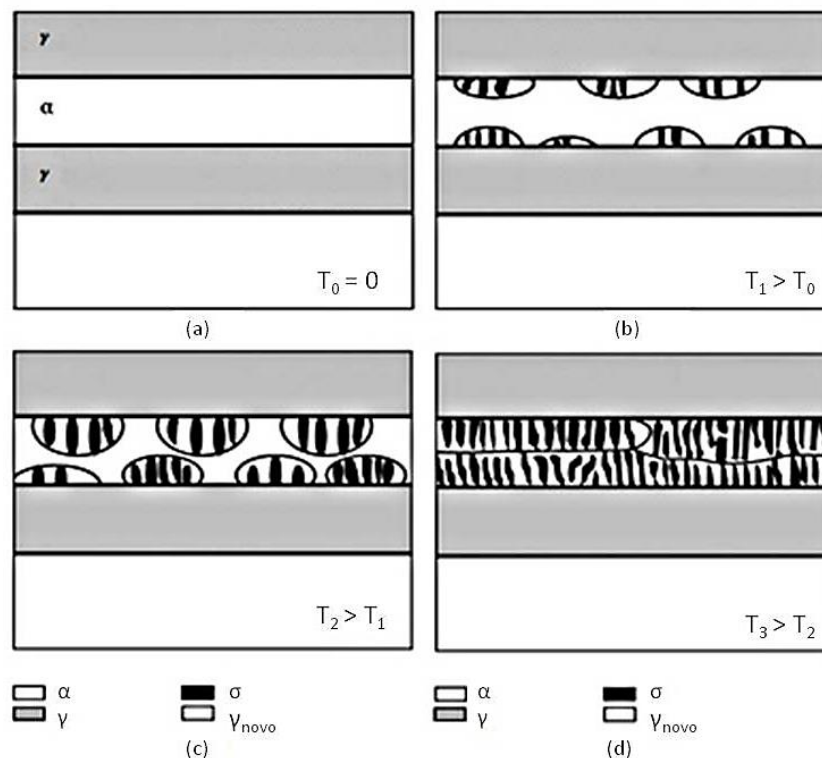 γ
α
γ
T₀ = 0
(a)
T₁ > T₀
(b)
T₂ > T₁
T₃ > T₂
α σ
γ γnovo
(c)
α σ
γ γnovo
(d)